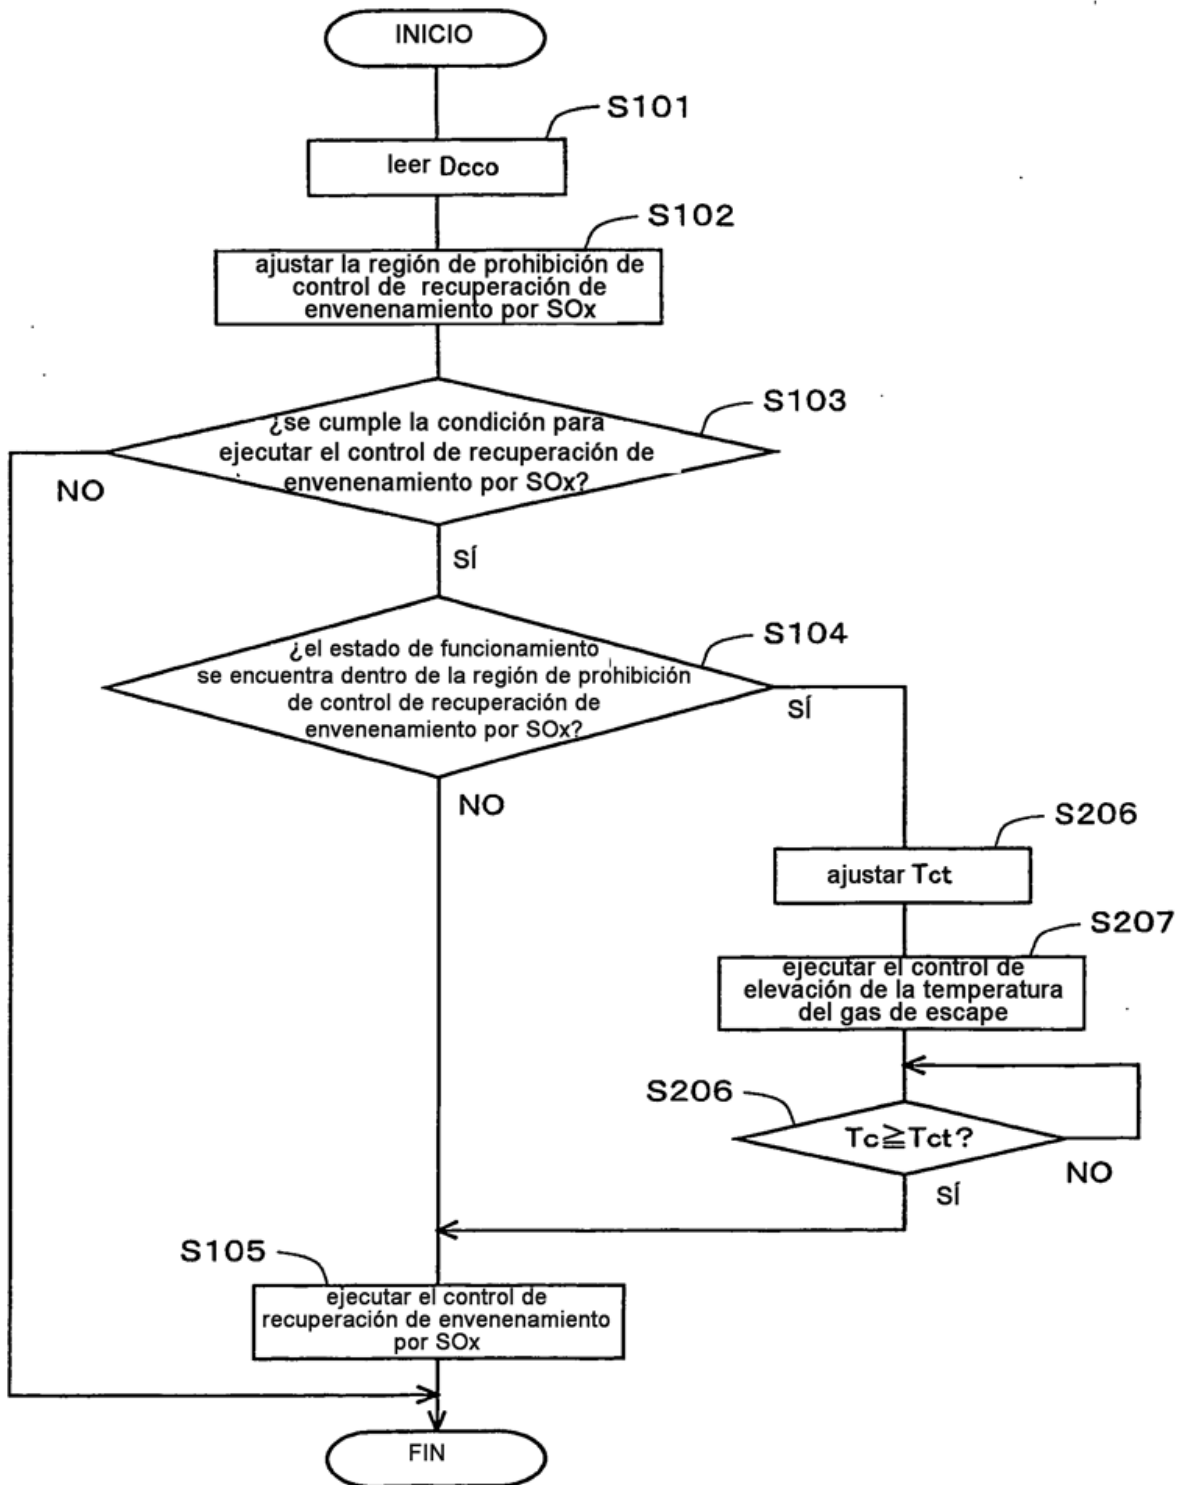 INICIO
S101
leer Dcco
S102
ajustar la región de prohibición de
control de recuperación de
envenenamiento por SOx
S103
¿se cumple la condición para
ejecutar el control de recuperación de
envenenamiento por SOx?
NO
SÍ
S104
¿el estado de funcionamiento
se encuentra dentro de la región de prohibición
de control de recuperación de
envenenamiento por SOx?
SÍ
NO
S206
ajustar Tct
S207
ejecutar el control de
elevación de la temperatura
del gas de escape
S206
Tc≧Tct?
NO
SÍ
S105
ejecutar el control de
recuperación de envenenamiento
por SOx
FIN